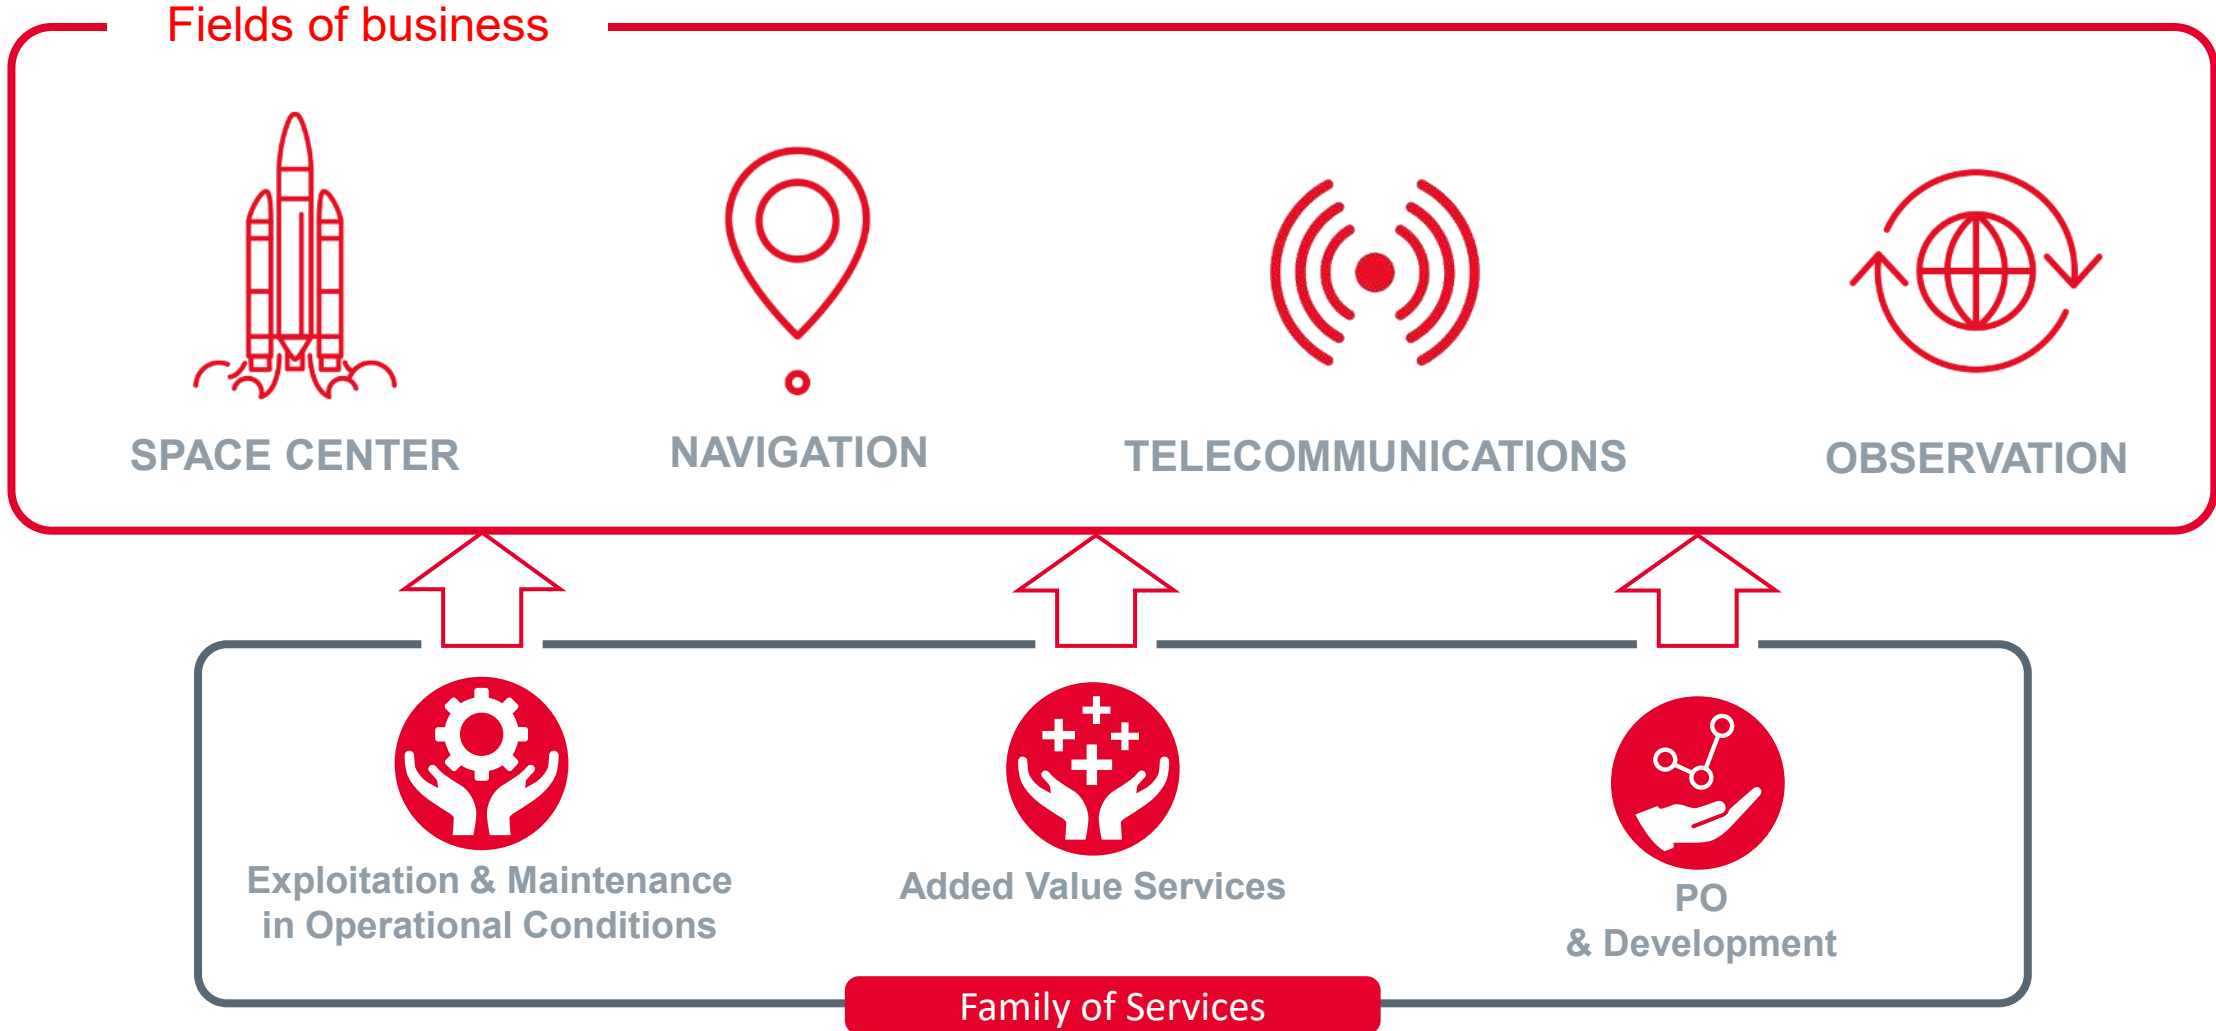 Fields of business
SPACE CENTER
NAVIGATION
TELECOMMUNICATIONS
OBSERVATION
Exploitation & Maintenance
in Operational Conditions
Added Value Services
PO
& Development
Family of Services